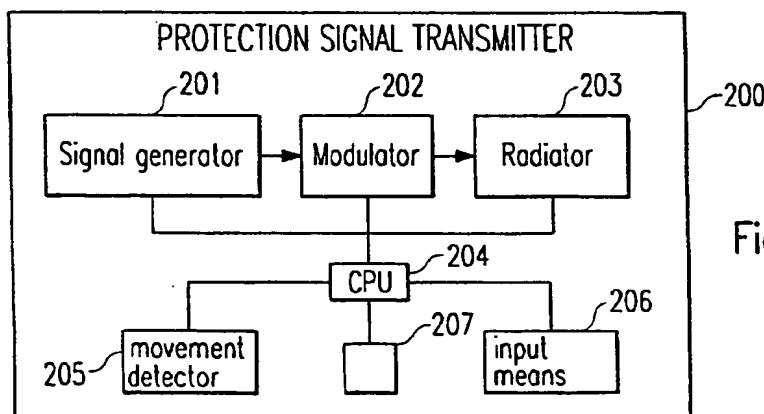 PROTECTION SIGNAL TRANSMITTER
201
202
203
200
Signal generator
Modulator
Radiator
Fi
CPU
204
205
movement
detector
207
206
input
means